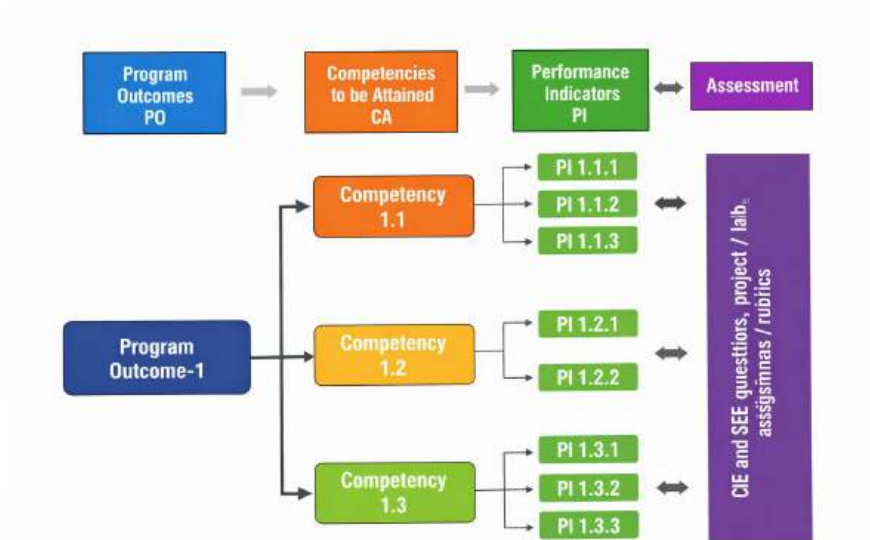 Program
Outcomes
PO
Competencies
to be Attained
CA
Performance
Indicators
PI
Assessment
Competency
1.1
PI 1.1.1
PI 1.1.2
PI 1.1.3
Program
Outcome-1
Competency
1.2
PI 1.2.1
PI 1.2.2
Competency
1.3
PI 1.3.1
PI 1.3.2
PI 1.3.3
CIE and SEE project /
/ rubrics